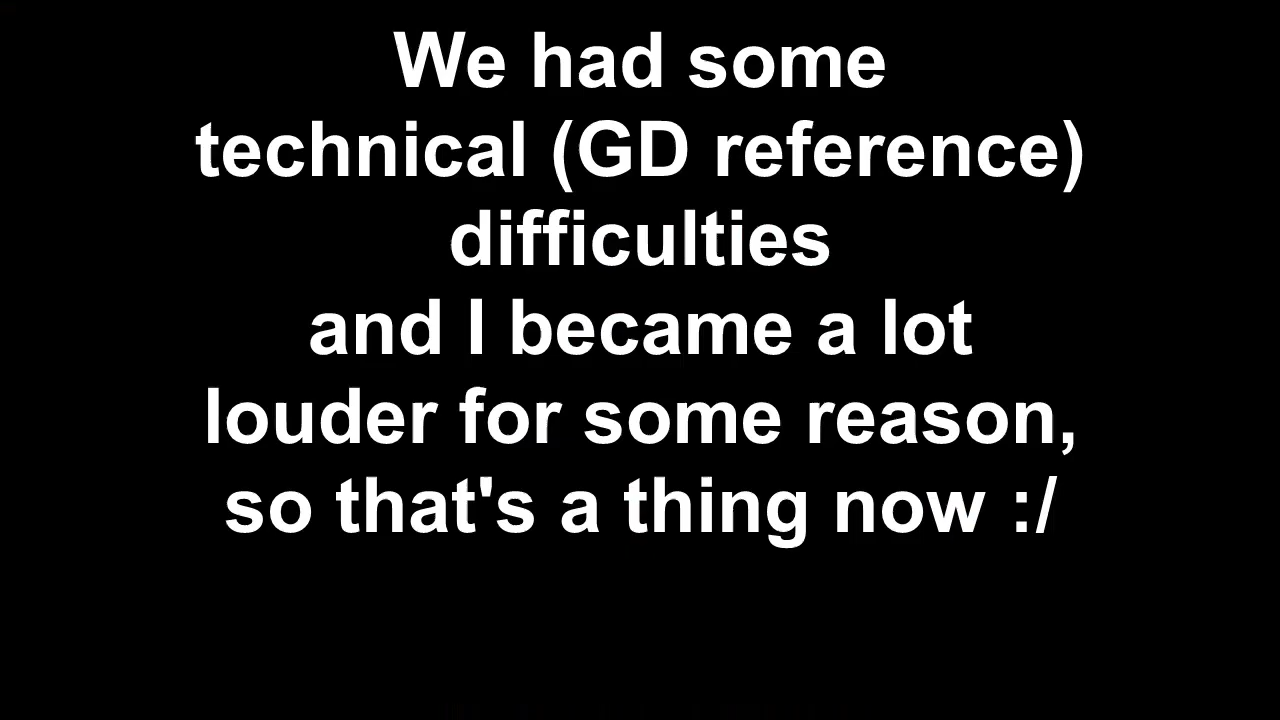 We had some
technical (GD reference)
difficulties
and I became a lot
louder for some reason,
so that's a thing now :/